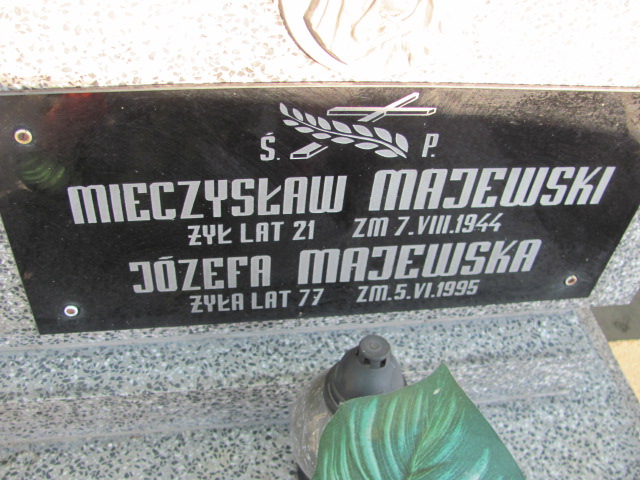 Ś. P.
MIECZYSŁAW MAJEWSKI
ŻYŁ LAT 21 ZM 7.VIII.1944
JÓZEFA MAJEWSKA
ŻYŁA LAT 77 ZM.5.VI.1995